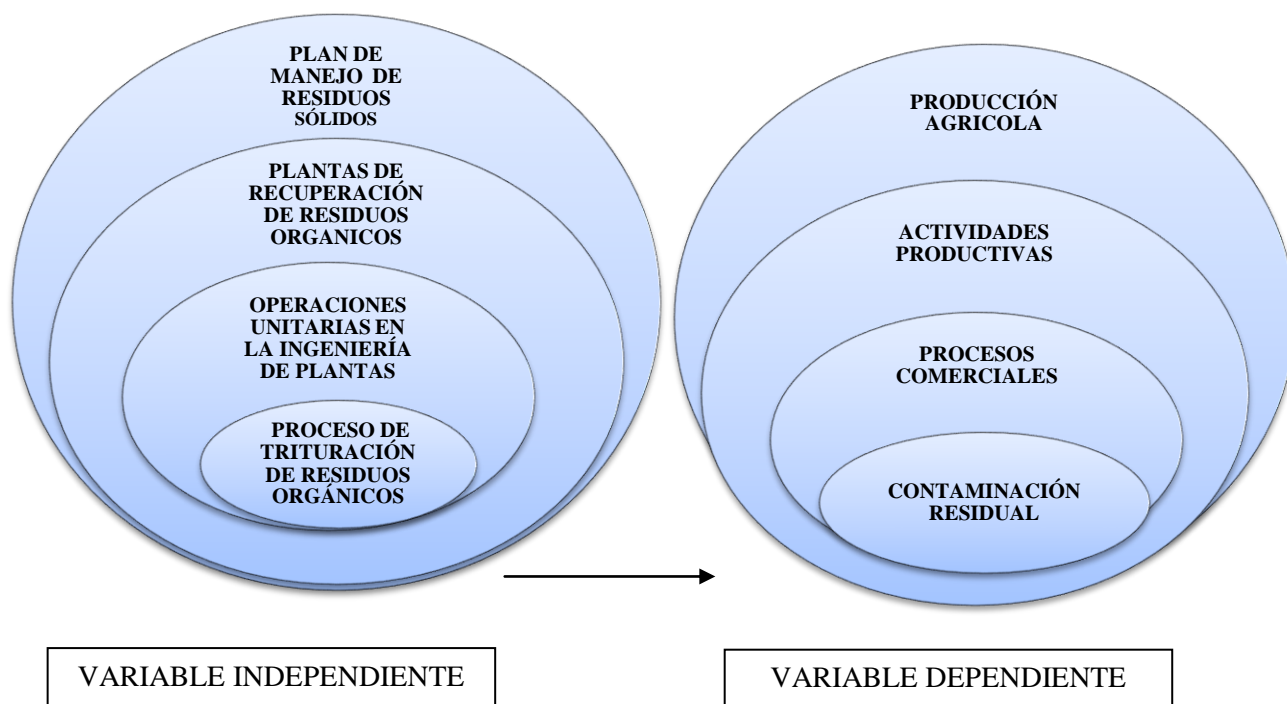 PLAN DE
MANEJO DE
RESIDUOS
SÓLIDOS
PLANTAS DE
RECUPERACIÓN
DE RESIDUOS
ORGANICOS
OPERACIONES
UNITARIAS EN
LA INGENIERÍA
DE PLANTAS
PROCESO DE
TRITURACIÓN
DE RESIDUOS
ORGÁNICOS
VARIABLE INDEPENDIENTE
PRODUCCIÓN
AGRICOLA
ACTIVIDADES
PRODUCTIVAS
PROCESOS
COMERCIALES
CONTAMINACIÓN
RESIDUAL
VARIABLE DEPENDIENTE